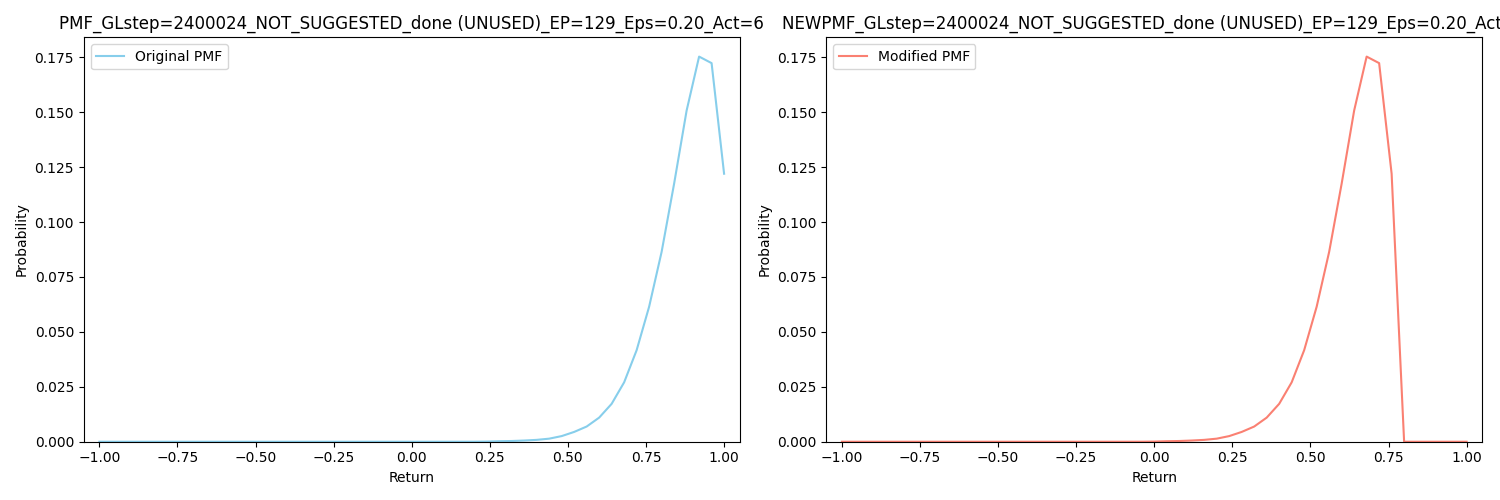 PMF_GLstep=2400024_NOT_SUGGESTED_done (UNUSED)_EP=129_Eps=0.20_Act=6
Original PMF
Probability
0.175
0.150
0.125
0.100
0.075
0.050
0.025
0.000
−1.00 −0.75 −0.50 −0.25 0.00 0.25 0.50 0.75 1.00
Return
NEWPMF_GLstep=2400024_NOT_SUGGESTED_done (UNUSED)_EP=129_Eps=0.20_Act
Modified PMF
Probability
0.175
0.150
0.125
0.100
0.075
0.050
0.025
0.000
−1.00 −0.75 −0.50 −0.25 0.00 0.25 0.50 0.75 1.00
Return